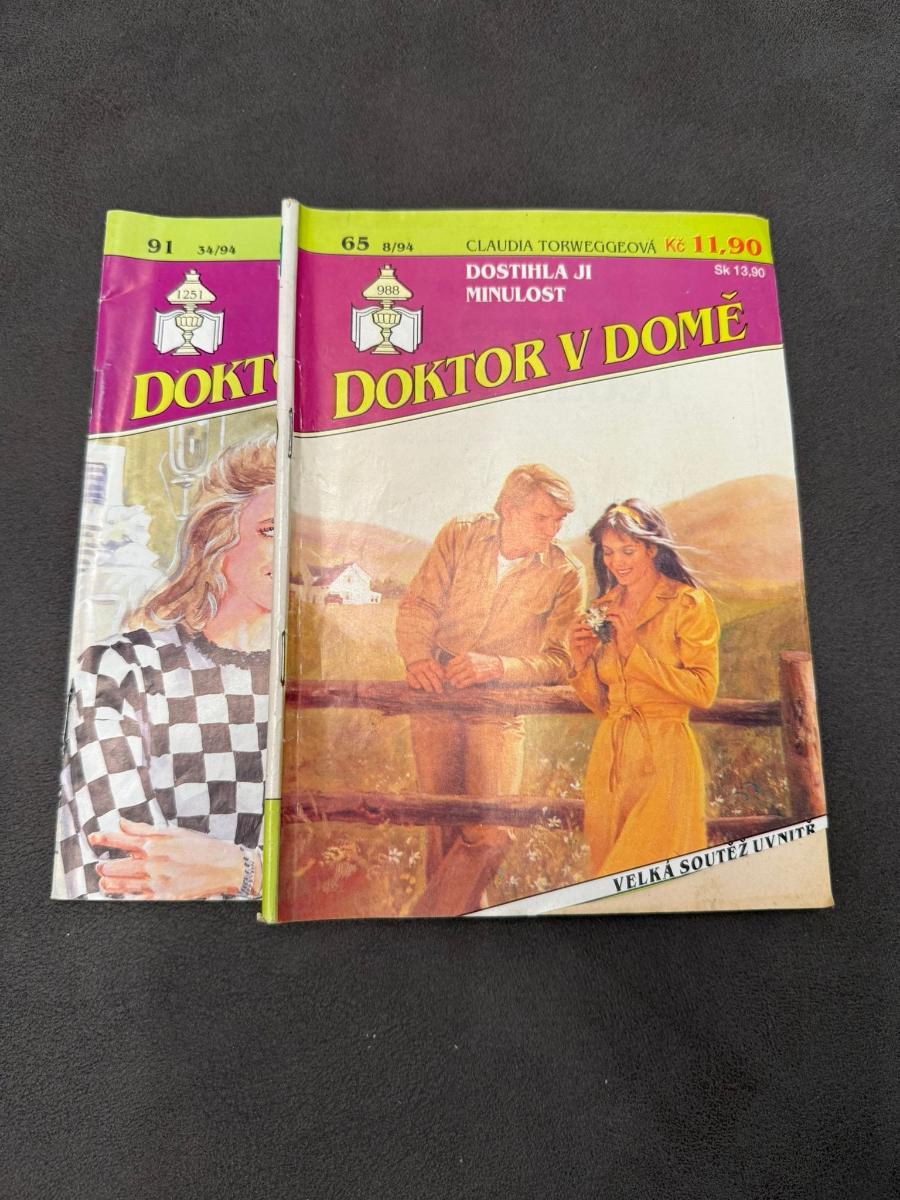 91 34/94
1251
DOKTO
65 8/94 CLAUDIA TORWEGGEOVÁ Kč 11,90
Sk 13,90
DOSTIHLA JI
MINULOST
988
DOKTOR V DOMĚ
VELKÁ SOUTĚŽ UVNITŘ